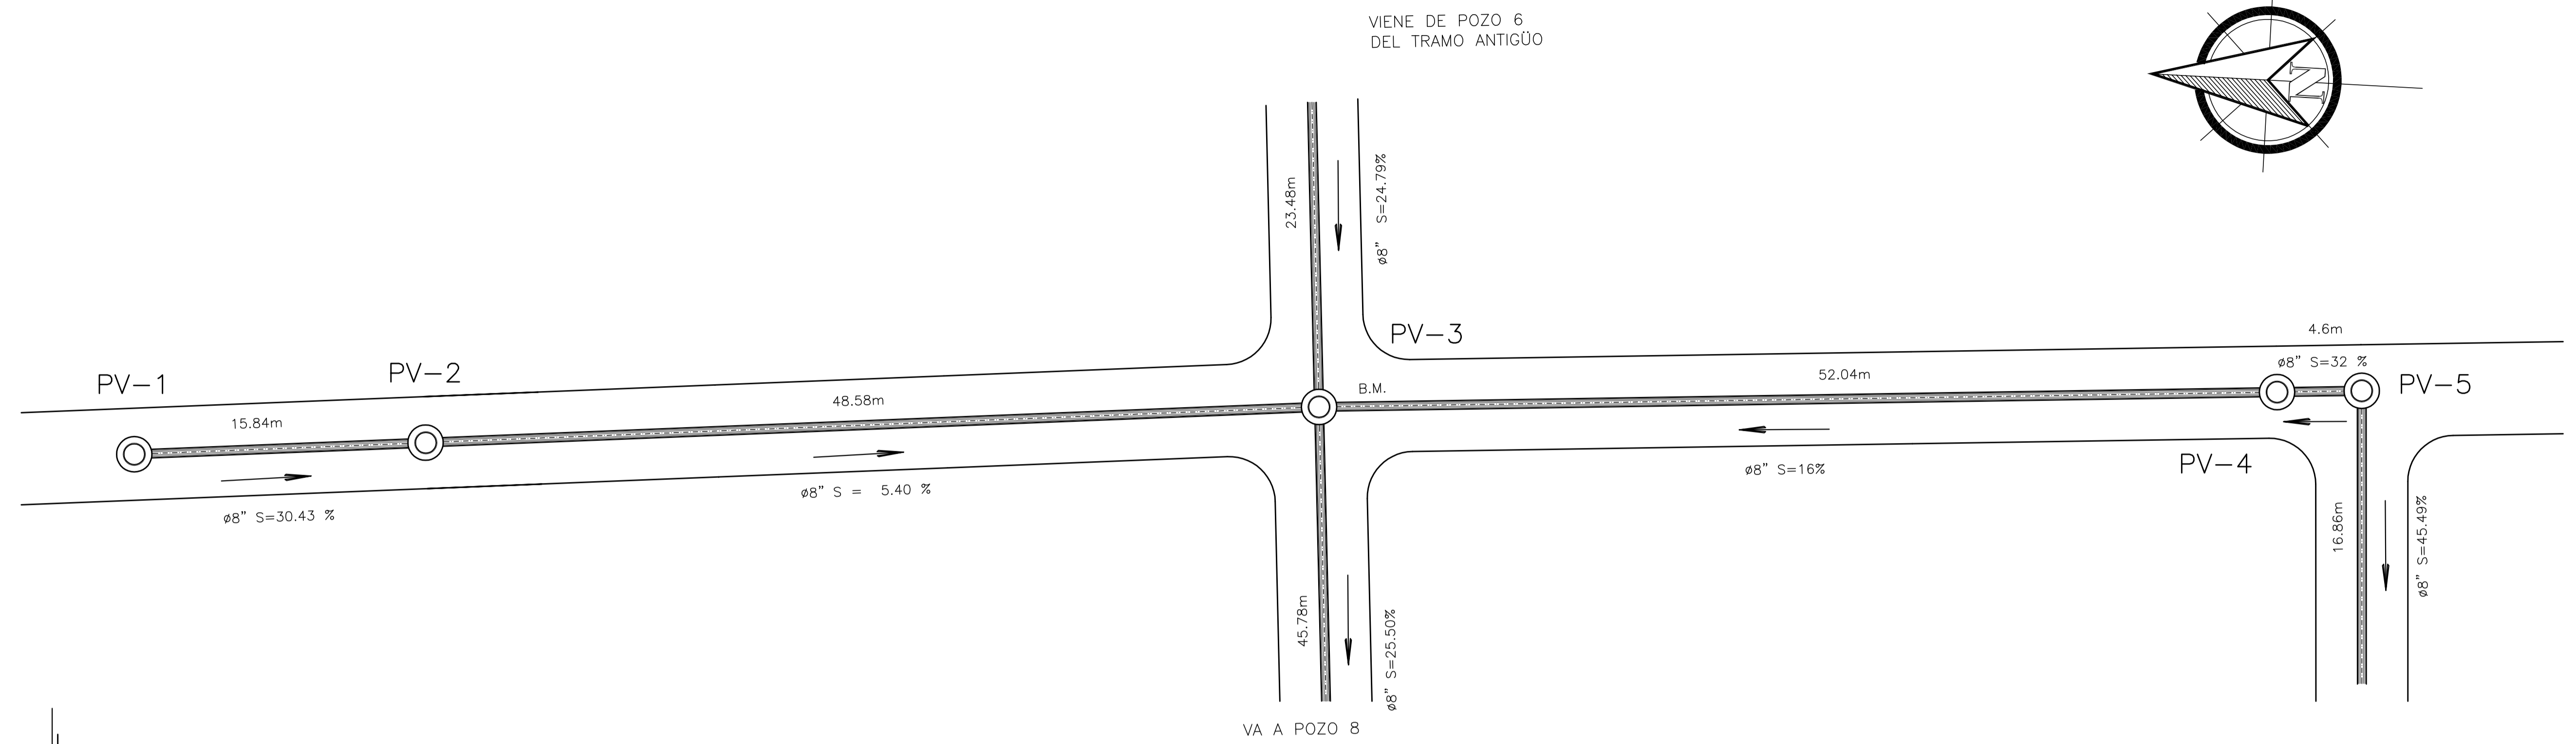 VIENE DE POZO 6
DEL TRAMO ANTIGÜO
N
23.48m
ø8" S=24.79%
PV-3
4.6m
ø8" S=32 %
PV-1
PV-2
B.M.
52.04m
PV-5
15.84m
48.58m
PV-4
ø8" S=16%
ø8" S = 5.40 %
ø8" S=30.43 %
16.86m
ø8" S=45.49%
45.78m
ø8" S=25.50%
VA A POZO 8